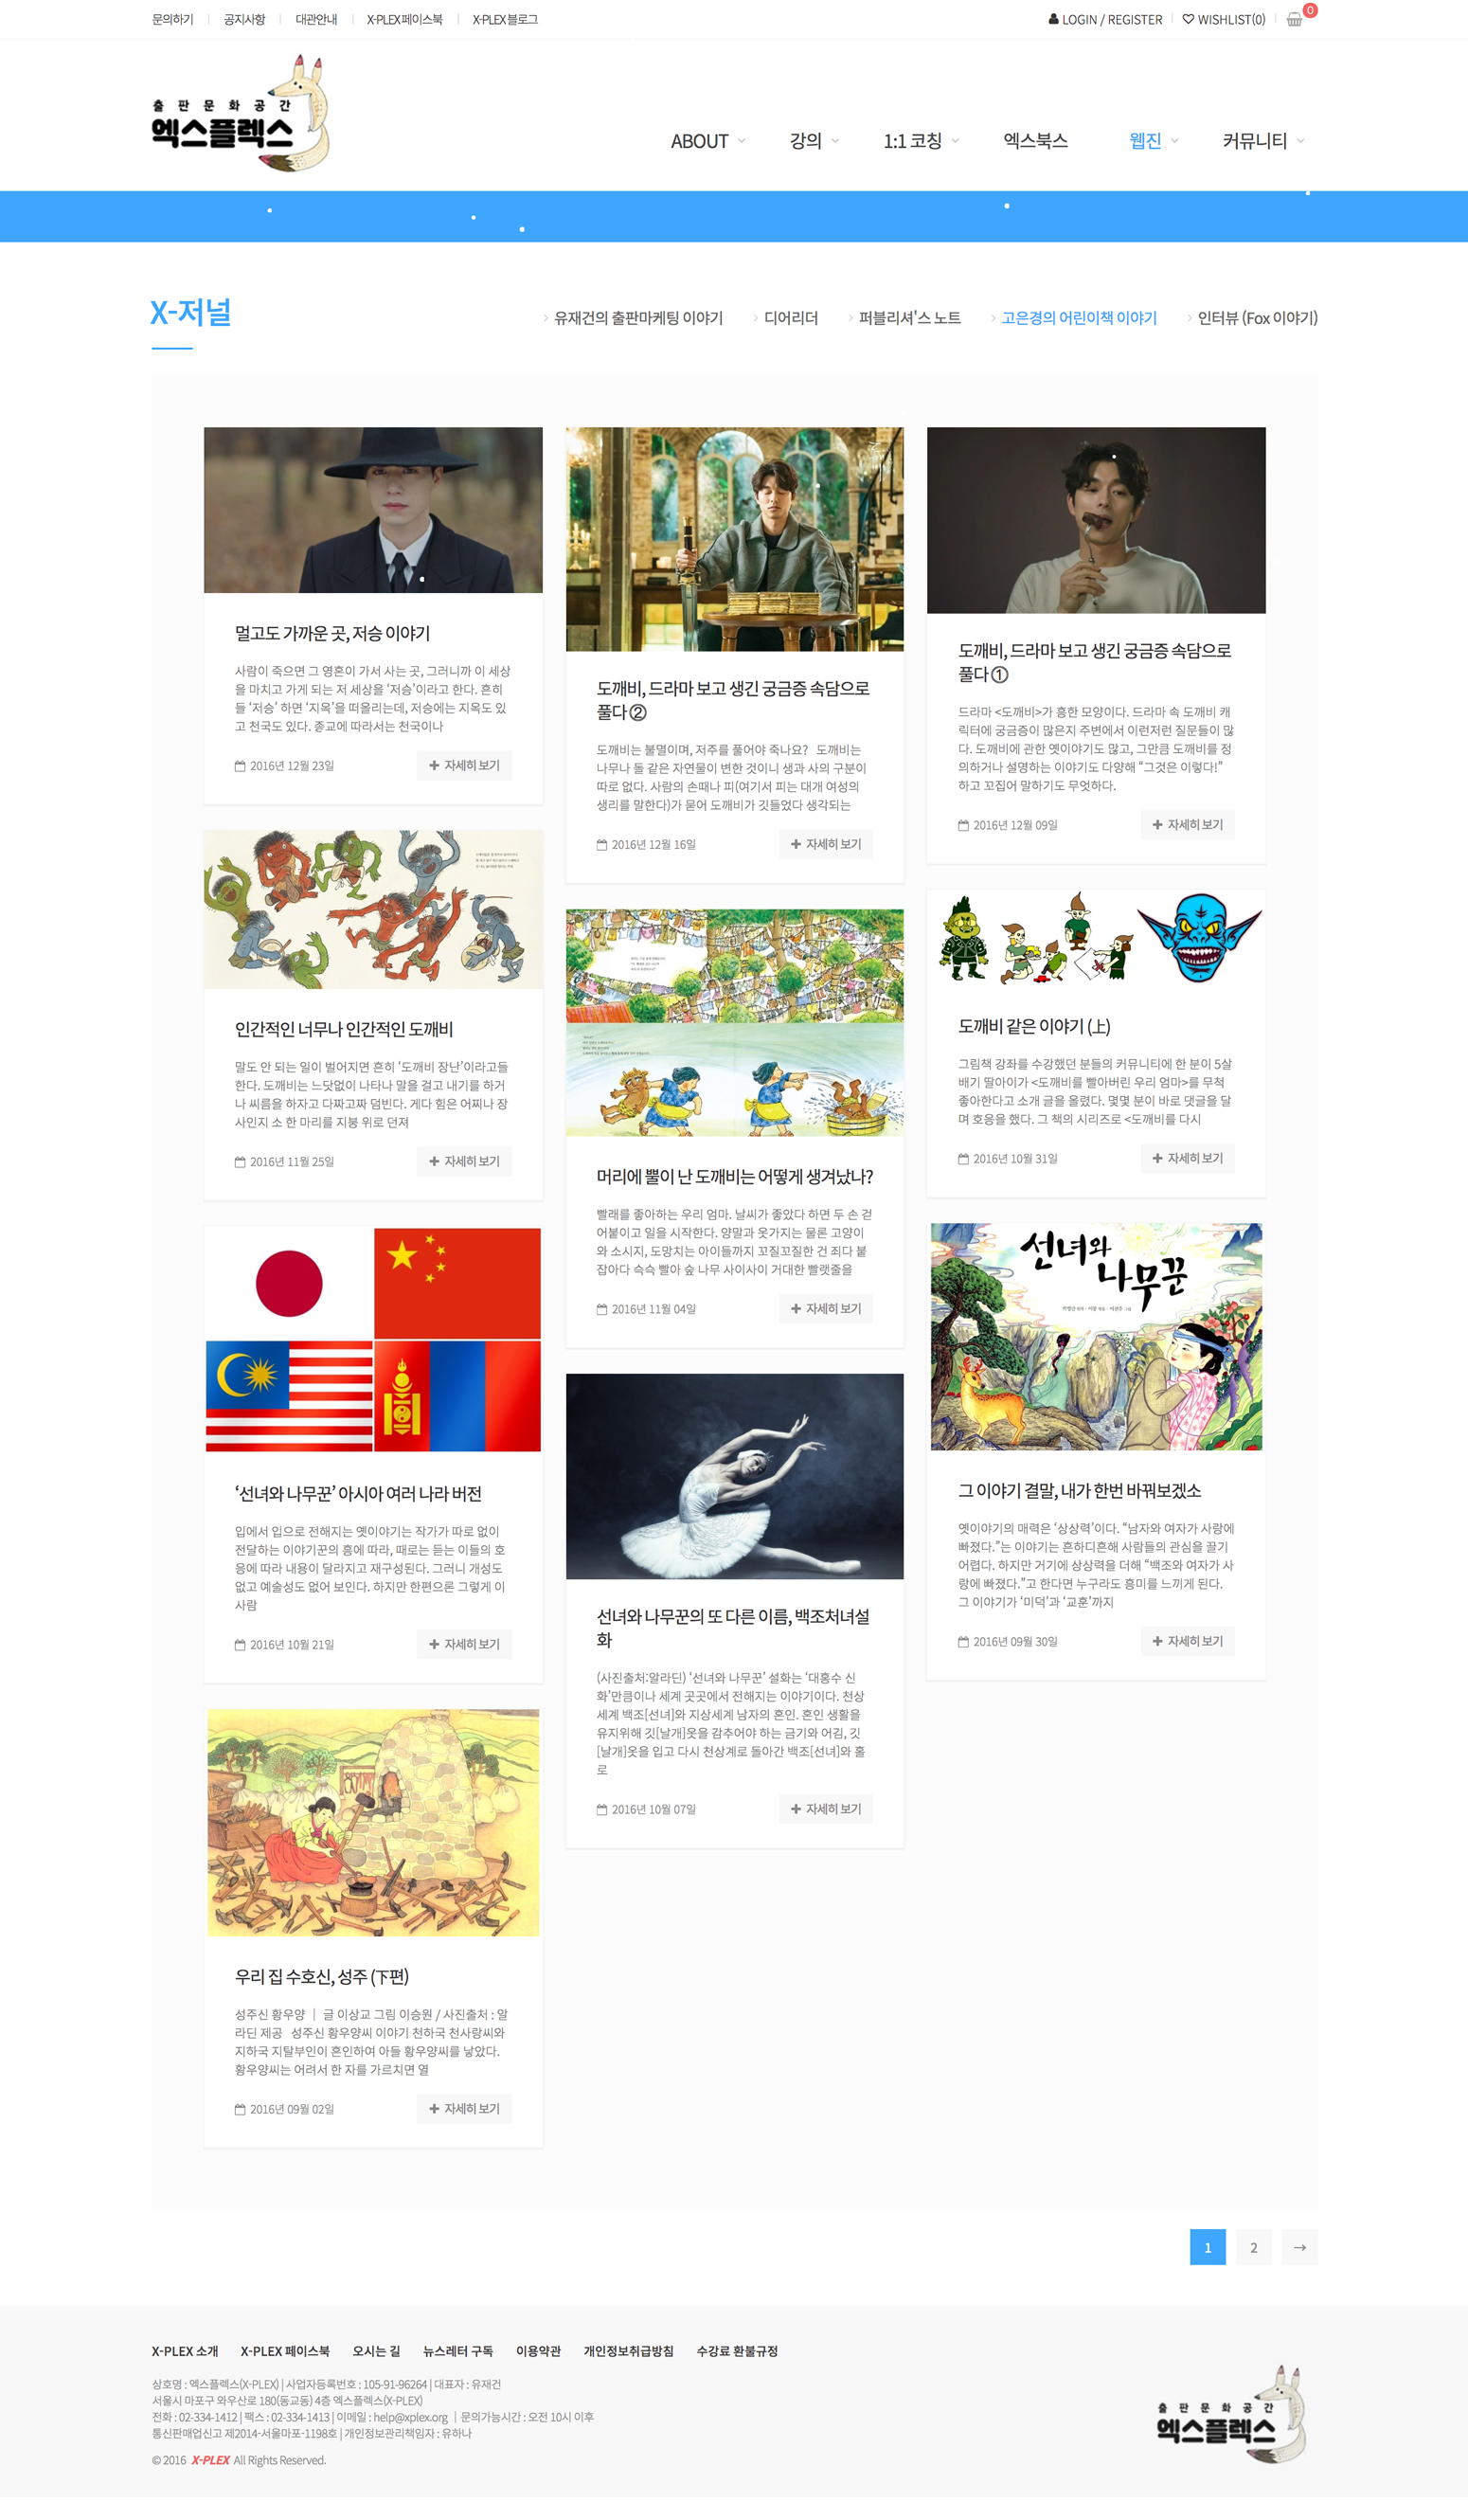 문의하기
공지사항
대관안내
X-PLEX 페이스북
X-PLEX 블로그
LOGIN / REGISTER
WISHLIST(0)
0
출판문화공간
엑스플렉스
ABOUT
강의
1:1 코칭
엑스북스
웹진
커뮤니티
X-저널
유재건의 출판마케팅 이야기
디어리더
퍼블리셔'스 노트
고은경의 어린이책 이야기
인터뷰 (Fox 이야기)
멀고도 가까운 곳, 저승 이야기
사람이 죽으면 그 영혼이 가서 사는 곳, 그러니까 이 세상
을 마치고 가게 되는 저 세상을 ‘저승’이라고 한다. 흔히
들 ‘저승’ 하면 ‘지옥’을 떠올리는데, 저승에는 지옥도 있
고 천국도 있다. 종교에 따라서는 천국이나
2016년 12월 23일
+ 자세히 보기
도깨비, 드라마 보고 생긴 궁금증 속담으로
풀다 ②
도깨비는 불멸이며, 저주를 풀어야 죽나요? 도깨비는
나무나 돌 같은 자연물이 변한 것이니 생과 사의 구분이
따로 없다. 사람의 손때나 피(여기서 피는 대개 여성의
생리를 말한다)가 묻어 도깨비가 깃들었다 생각되는
2016년 12월 16일
+ 자세히 보기
도깨비, 드라마 보고 생긴 궁금증 속담으로
풀다 ①
드라마 <도깨비>가 흥한 모양이다. 드라마 속 도깨비 캐
릭터에 궁금증이 많은지 주변에서 이런저런 질문들이 많
다. 도깨비에 관한 옛이야기도 많고, 그만큼 도깨비를 정
의하거나 설명하는 이야기도 다양해 “그것은 이렇다!”
하고 꼬집어 말하기도 무엇하다.
2016년 12월 09일
+ 자세히 보기
인간적인 너무나 인간적인 도깨비
말도 안 되는 일이 벌어지면 흔히 ‘도깨비 장난’이라고들
한다. 도깨비는 느닷없이 나타나 말을 걸고 내기를 하거
나 씨름을 하자고 다짜고짜 덤빈다. 게다 힘은 어찌나 장
사인지 소 한 마리를 지붕 위로 던져
2016년 11월 25일
+ 자세히 보기
머리에 뿔이 난 도깨비는 어떻게 생겨났나?
빨래를 좋아하는 우리 엄마. 날씨가 좋았다 하면 두 손 걷
어붙이고 일을 시작한다. 양말과 옷가지는 물론 고양이
와 소시지, 도망치는 아이들까지 꼬질꼬질한 건 죄다 붙
잡아다 슥슥 빨아 숲 나무 사이사이 거대한 빨랫줄을
2016년 11월 04일
+ 자세히 보기
도깨비 같은 이야기 (上)
그림책 강좌를 수강했던 분들의 커뮤니티에 한 분이 5살
배기 딸아이가 <도깨비를 빨아버린 우리 엄마>를 무척
좋아한다고 소개 글을 올렸다. 몇몇 분이 바로 댓글을 달
며 호응을 했다. 그 책의 시리즈로 <도깨비를 다시
2016년 10월 31일
+ 자세히 보기
‘선녀와 나무꾼’ 아시아 여러 나라 버전
입에서 입으로 전해지는 옛이야기는 작가가 따로 없이
전달하는 이야기꾼의 흥에 따라, 때로는 듣는 이들의 호
응에 따라 내용이 달라지고 재구성된다. 그러니 개성도
없고 예술성도 없어 보인다. 하지만 한편으론 그렇게 이
사람
2016년 10월 21일
+ 자세히 보기
선녀와 나무꾼의 또 다른 이름, 백조처녀설
화
(사진출처:알라딘) ‘선녀와 나무꾼’ 설화는 ‘대홍수 신
화’만큼이나 세계 곳곳에서 전해지는 이야기이다. 천상
세계 백조[선녀]와 지상세계 남자의 혼인. 혼인 생활을
유지위해 깃[날개]옷을 감추어야 하는 금기와 어김, 깃
[날개]옷을 입고 다시 천상계로 돌아간 백조[선녀]와 홀
로
2016년 10월 07일
+ 자세히 보기
선녀와
나무꾼
그 이야기 결말, 내가 한번 바꿔보겠소
옛이야기의 매력은 ‘상상력’이다. “남자와 여자가 사랑에
빠졌다.”는 이야기는 흔하디흔해 사람들의 관심을 끌기
어렵다. 하지만 거기에 상상력을 더해 “백조와 여자가 사
랑에 빠졌다.”고 한다면 누구라도 흥미를 느끼게 된다.
그 이야기가 ‘미덕’과 ‘교훈’까지
2016년 09월 30일
+ 자세히 보기
우리 집 수호신, 성주 (下편)
성주신 황우양 │ 글 이상교 그림 이승원 / 사진출처 : 알
라딘 제공 성주신 황우양씨 이야기 천하국 천사랑씨와
지하국 지탈부인이 혼인하여 아들 황우양씨를 낳았다.
황우양씨는 어려서 한 자를 가르치면 열
2016년 09월 02일
+ 자세히 보기
1 2 →
X-PLEX 소개
X-PLEX 페이스북
오시는 길
뉴스레터 구독
이용약관
개인정보취급방침
수강료 환불규정
상호명 : 엑스플렉스(X-PLEX) | 사업자등록번호 : 105-91-96264 | 대표자 : 유재건
서울시 마포구 와우산로 180(동교동) 4층 엑스플렉스(X-PLEX)
전화 : 02-334-1412 | 팩스 : 02-334-1413 | 이메일 : help@xplex.org │ 문의가능시간 : 오전 10시 이후
통신판매업신고 제2014-서울마포-1198호 | 개인정보관리책임자 : 유하나
© 2016 X-PLEX All Rights Reserved.
출판문화공간
엑스플렉스